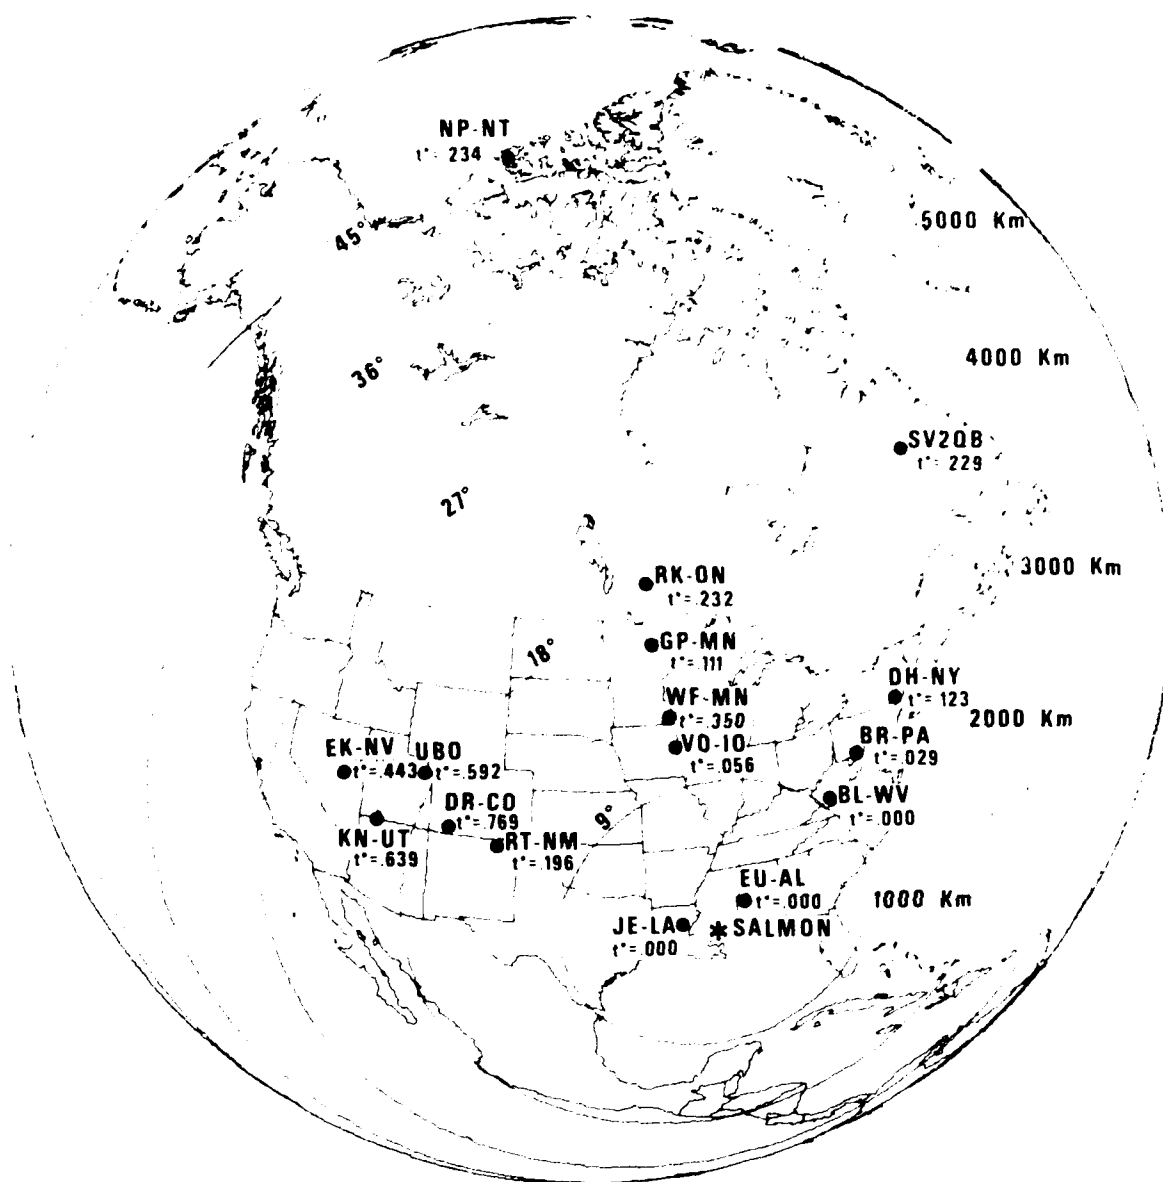 NP-NT
t*=.234
45°
5000 Km
36°
4000 Km
SV2QB
t*=.229
27°
3000 Km
RK-ON
t*=.232
GP-MN
t*=.111
18°
DH-NY
t*=.123
WF-MN
t*=.350
2000 Km
BR-PA
t*=.029
VO-IO
t*=.056
EK-NV
t*=.443
UBO
t*=.592
BL-WV
t*=.000
DR-CO
t*=.769
9°
KN-UT
t*=.639
RT-NM
t*=.196
EU-AL
t*=.000
1000 Km
JE-LA
t*=.000
*SALMON